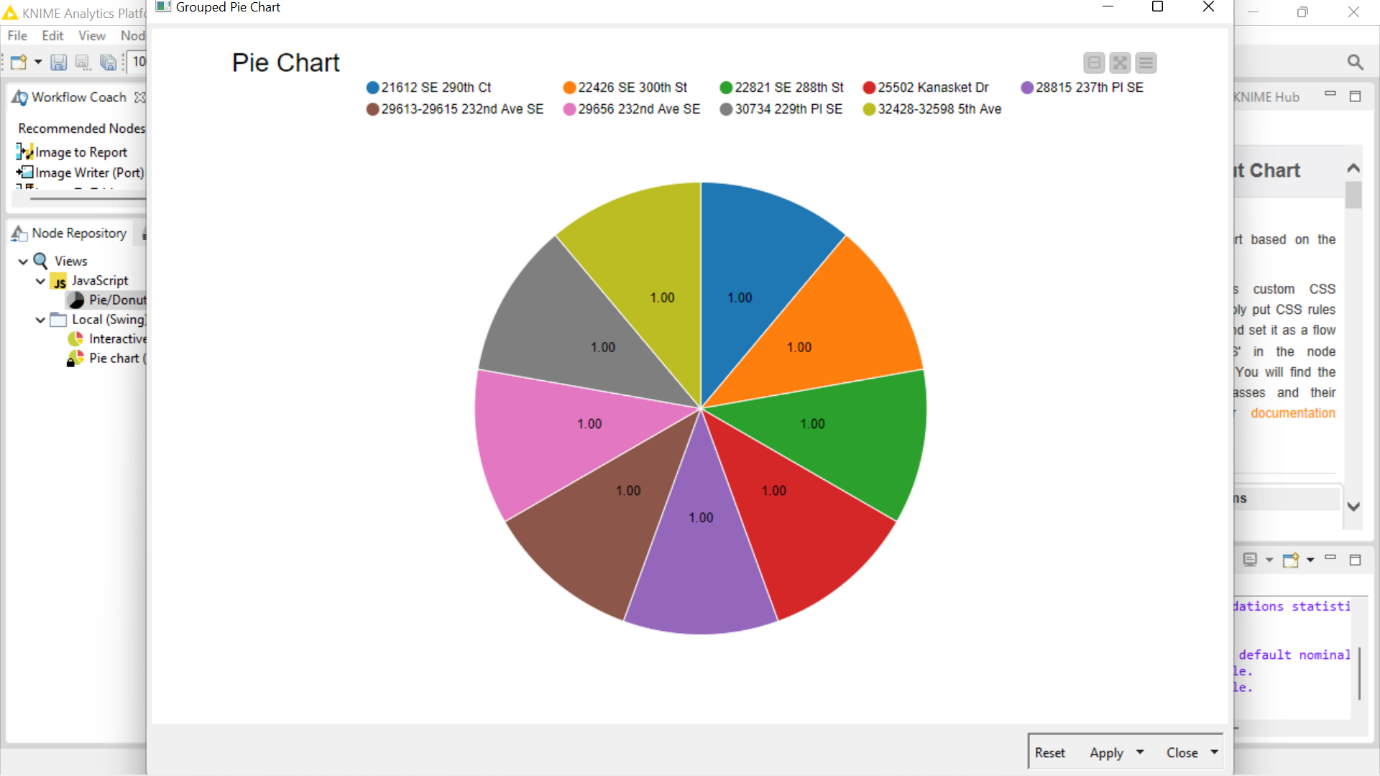 KNIME Analytics Platfo
Grouped Pie Chart
File Edit View Nod
10
Workflow Coach
Recommended Nodes
Image to Report
Image Writer (Port)
Node Repository
Views
JS JavaScript
Pie/Donut
Local (Swing)
Interactive
Pie chart (
Pie Chart
21612 SE 290th Ct 22426 SE 300th St 22821 SE 288th St 25502 Kanasket Dr 28815 237th Pl SE
29613-29615 232nd Ave SE 29656 232nd Ave SE 30734 229th Pl SE 32428-32598 5th Ave
1.00 1.00
1.00 1.00
1.00 1.00
1.00 1.00
1.00
Reset Apply Close
KNIME Hub
ut Chart
rt based on the
s custom CSS
ply put CSS rules
nd set it as a flow
S' in the node
You will find the
asses and their
r documentation
ns
dations statisti
default nominal
le.
le.